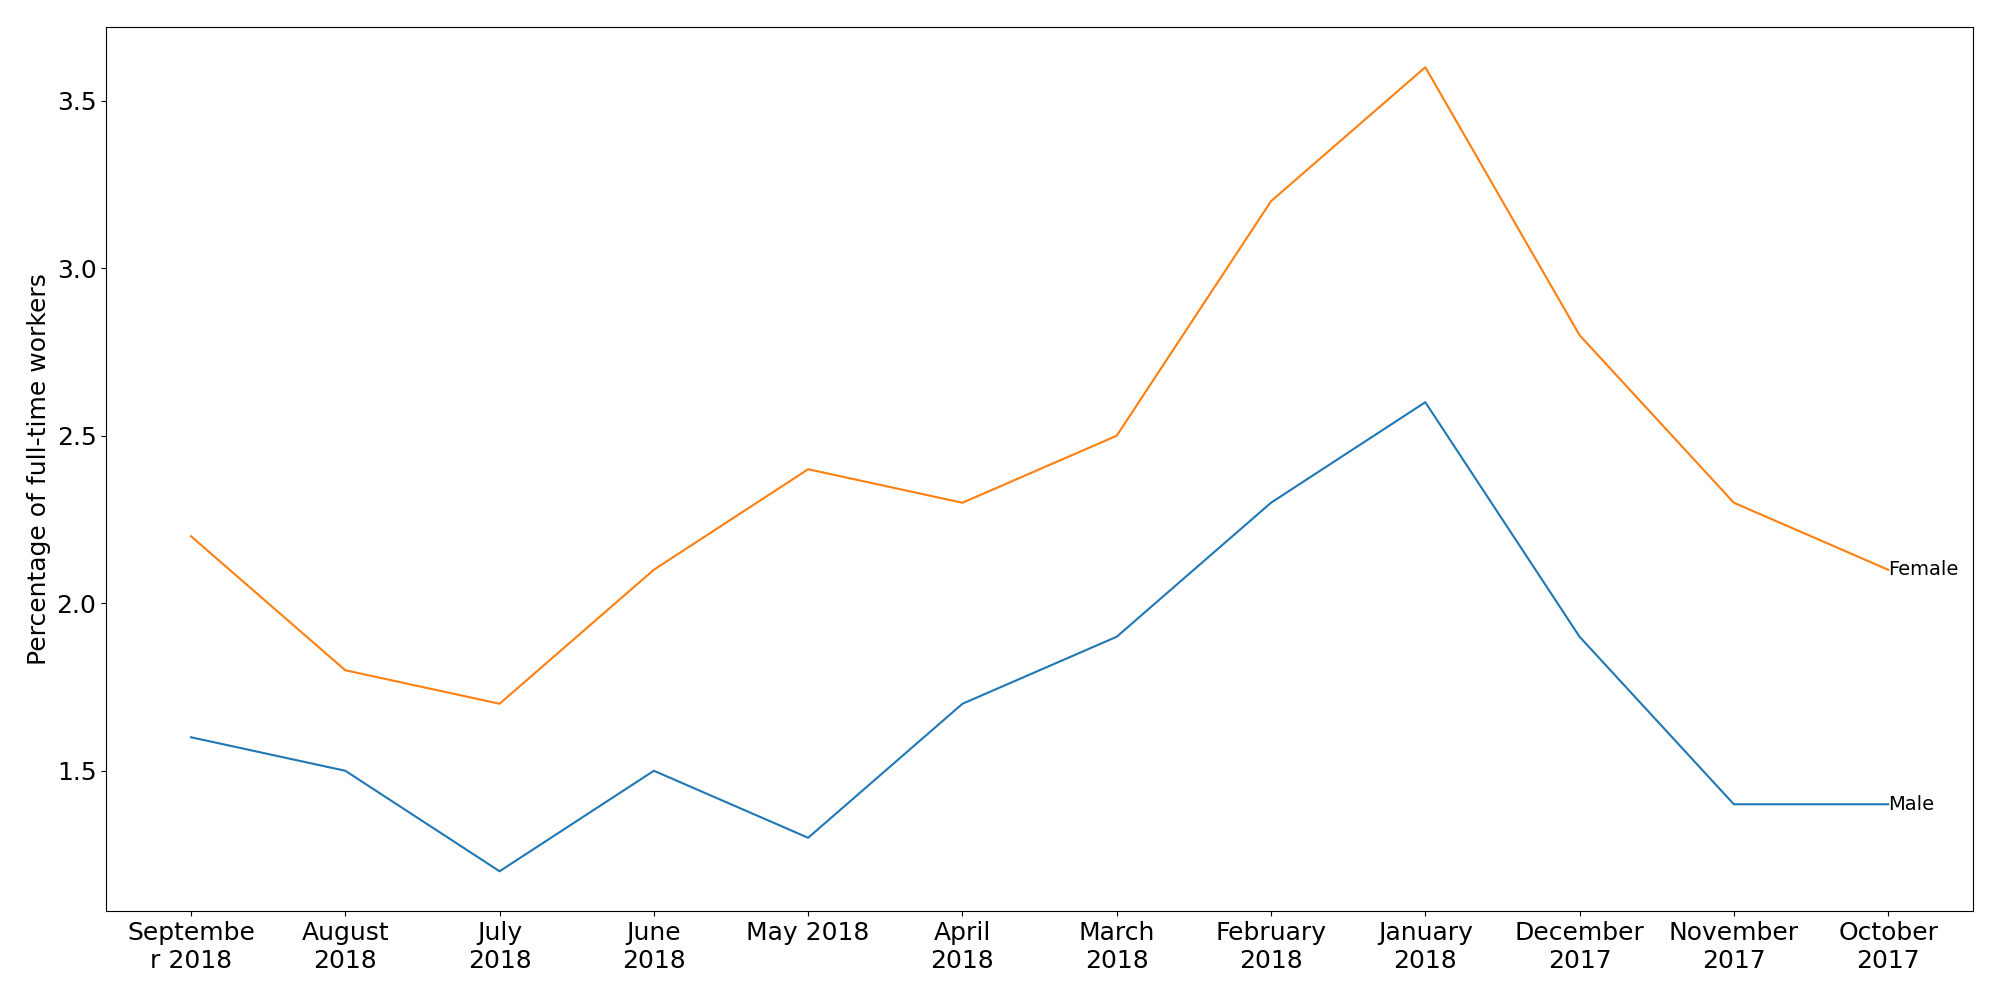 Percentage of full-time workers
3.5
3.0
2.5
2.0
1.5
Female
Male
Septembe
r 2018
August
2018
July
2018
June
2018
May 2018
April
2018
March
2018
February
2018
January
2018
December
2017
November
2017
October
2017